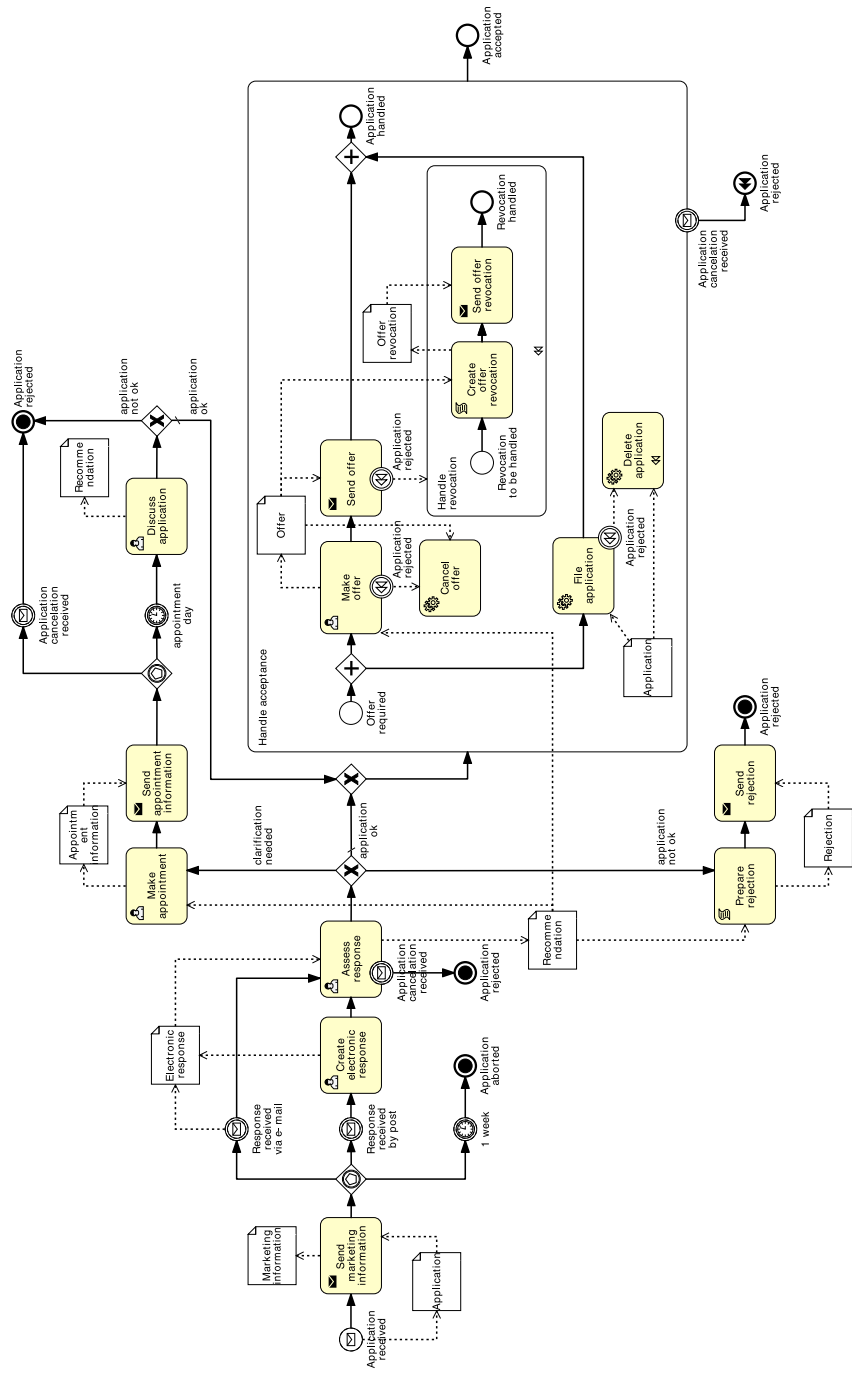 Application
received
Application
Send
marketing
information
Marketing
information
Response
received
via e- mail
Response
received
by post
1 week
Application
aborted
Electronic
response
Create
electronic
response
Assess
response
Application
cancelation
received
Application
rejected
Recomme
ndation
clarification
needed
application
ok
application
not ok
Make
appointment
Appointm
ent
information
Send
appointment
information
Application
cancelation
received
appointment
day
Discuss
application
Recomme
ndation
Application
rejected
application
not ok
application
ok
Prepare
rejection
Rejection
Send
rejection
Application
rejected
Handle acceptance
Offer
required
Make
offer
Offer
Application
rejected
Cancel
offer
Send offer
Application
rejected
Handle
revocation
Revocation
to be handled
Create
offer
revocation
Offer
revocation
Send offer
revocation
Revocation
handled
File
application
Application
Application
rejected
Delete
application
Application
handled
Application
cancelation
received
Application
rejected
Application
accepted